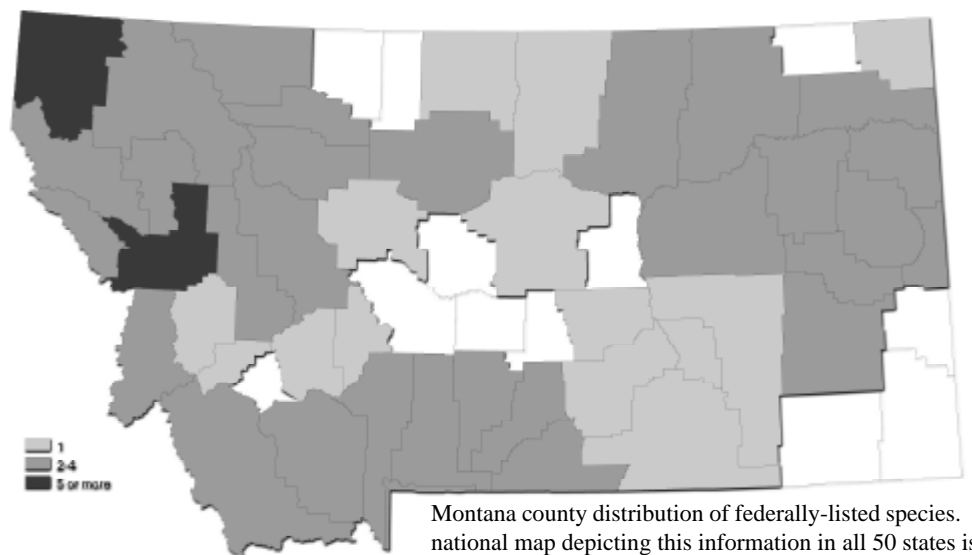 1
2-4
5 or more
Montana county distribution of federally-listed species.
national map depicting this information in all 50 states is